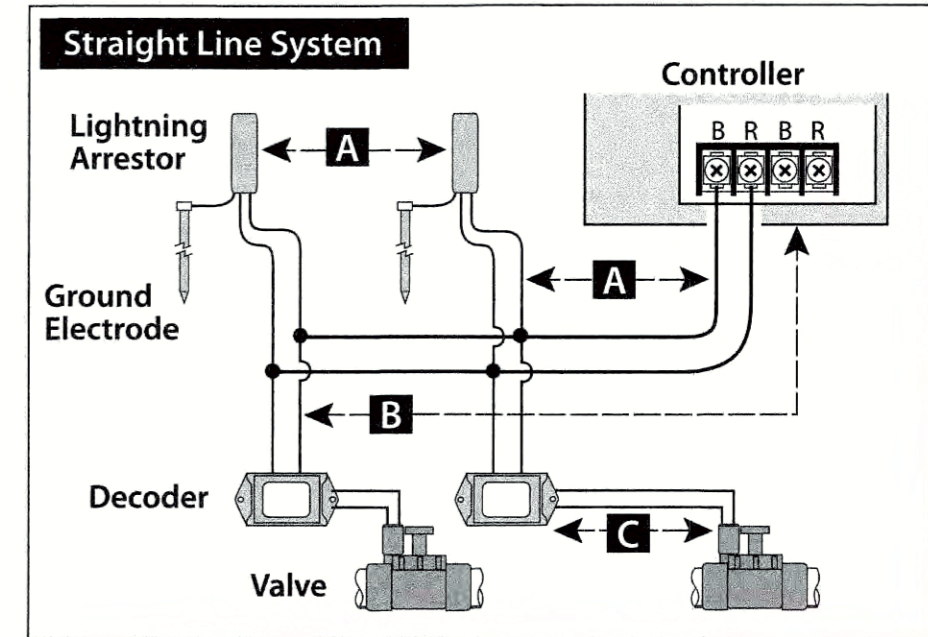 Straight Line System
Controller
Lightning
Arrestor
A
B R B R
A
Ground
Electrode
B
Decoder
C
Valve